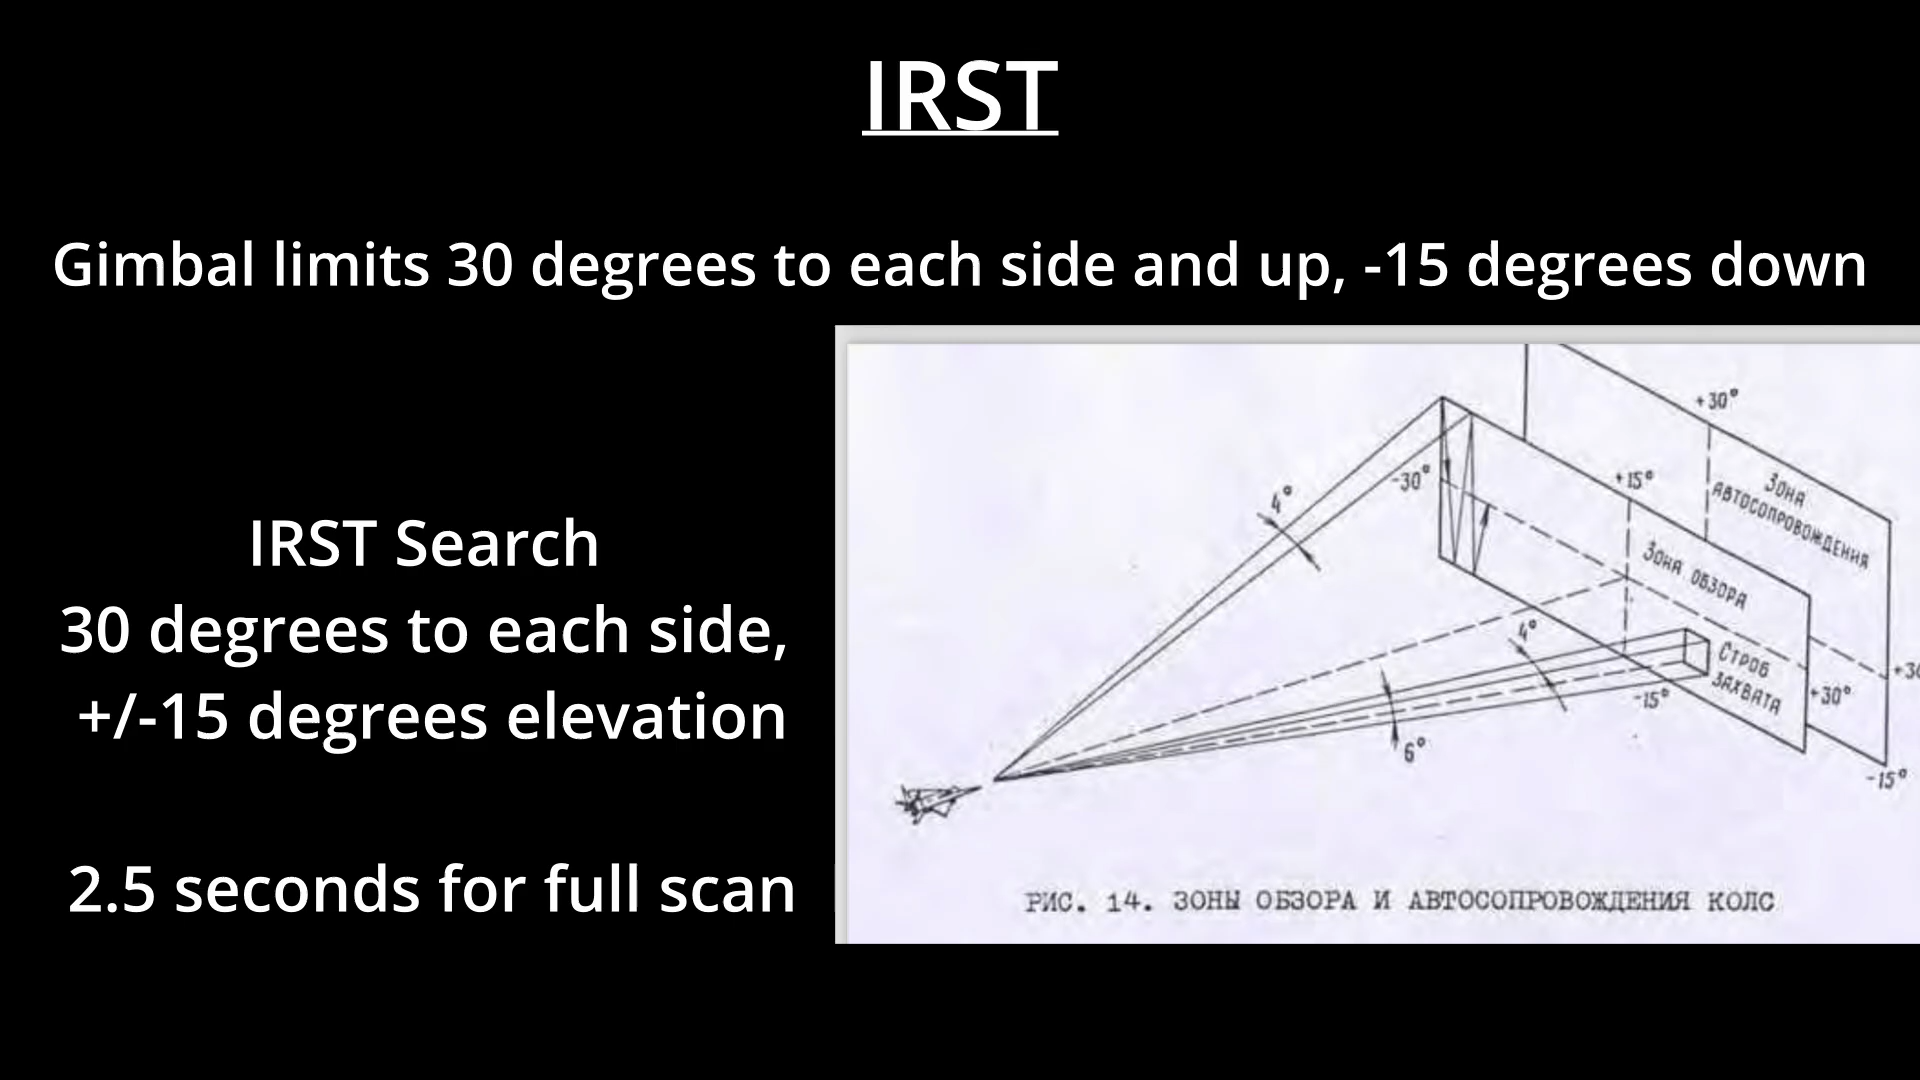 IRST
Gimbal limits 30 degrees to each side and up, -15 degrees down
IRST Search
30 degrees to each side,
+/-15 degrees elevation
2.5 seconds for full scan
+30°
ЗОНА
АВТОСОПРОВОЖДЕНИЯ
4°
-30°
+15°
ЗОНА ОБЗОРА
4°
СТРОБ
ЗАХВАТА
-15°
+30°
+30
6°
-15°
РИС. 14. ЗОНЫ ОБЗОРА И АВТОСОПРОВОЖДЕНИЯ КОЛС